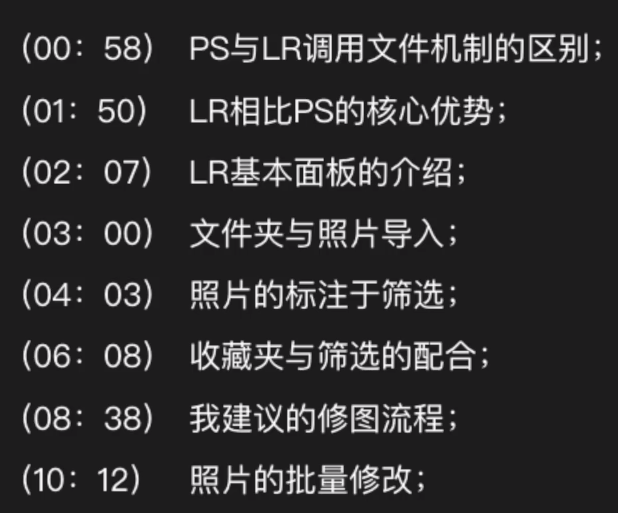 (00：58) PS与LR调用文件机制的区别；
(01：50) LR相比PS的核心优势；
(02：07) LR基本面板的介绍；
(03：00) 文件夹与照片导入；
(04：03) 照片的标注于筛选；
(06：08) 收藏夹与筛选的配合；
(08：38) 我建议的修图流程；
(10：12) 照片的批量修改；